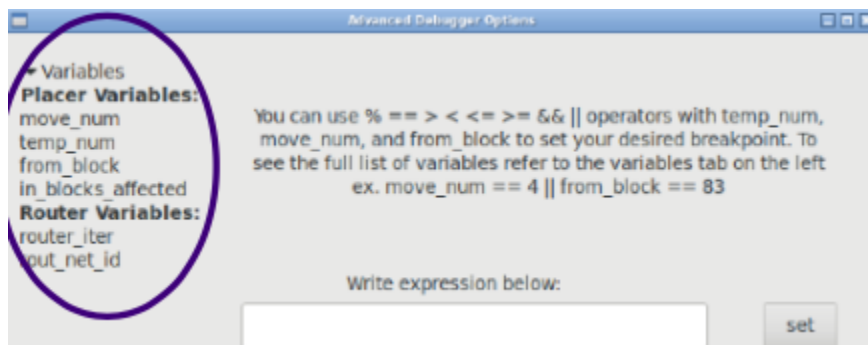 Advanced Debugger Options
Variables
Placer Variables:
move_num
temp_num
from_block
in_blocks_affected
Router Variables:
router_iter
rout_net_id
You can use % == > < <= >= && || operators with temp_num,
move_num, and from_block to set your desired breakpoint. To
see the full list of variables refer to the variables tab on the left
ex. move_num == 4 || from_block == 83
Write expression below:
set